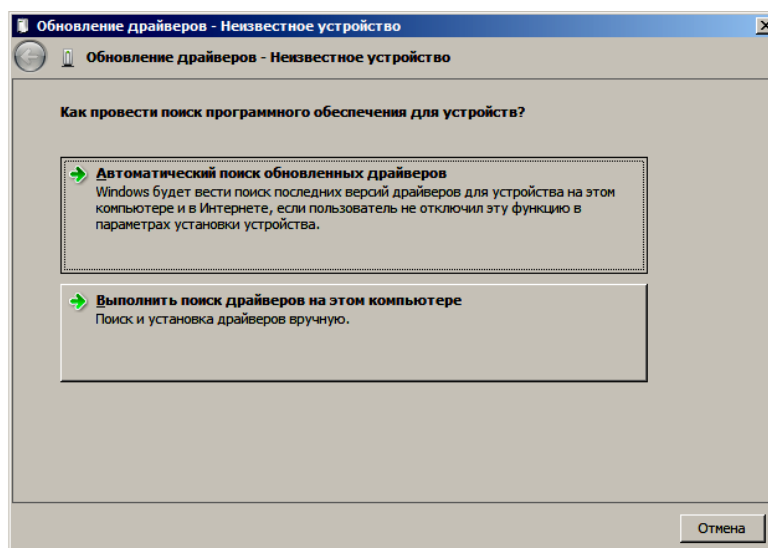 Обновление драйверов - Неизвестное устройство
Обновление драйверов - Неизвестное устройство
Как провести поиск программного обеспечения для устройств?
Автоматический поиск обновленных драйверов
Windows будет вести поиск последних версий драйверов для устройства на этом
компьютере и в Интернете, если пользователь не отключил эту функцию в
параметрах установки устройства.
Выполнить поиск драйверов на этом компьютере
Поиск и установка драйверов вручную.
Отмена